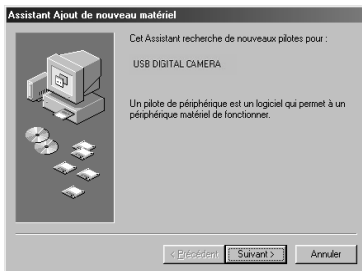 Assistant Ajout de nouveau matériel
Cet Assistant recherche de nouveaux pilotes pour :
USB DIGITAL CAMERA
Un pilote de périphérique est un logiciel qui permet à un
périphérique matériel de fonctionner.
< Précédent
Suivant >
Annuler